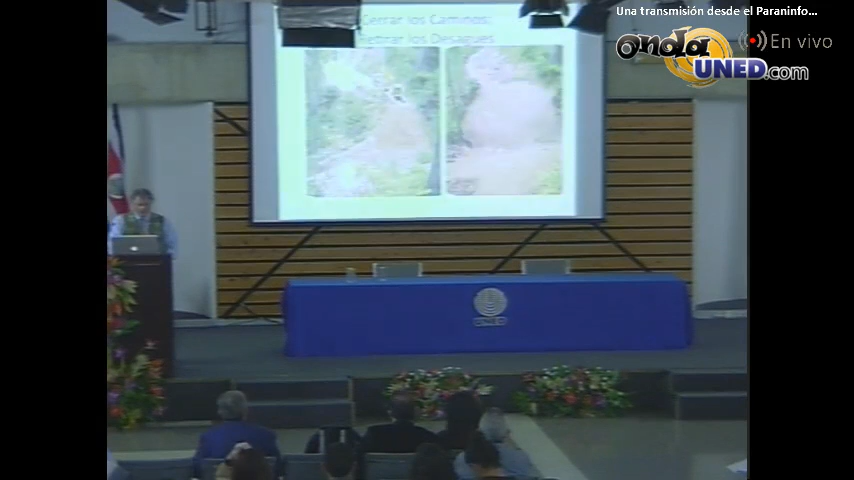 Una transmisión desde el Paraninfo...
onda
UNED.com
En vivo
Cerrar los Caminos:
Retirar los Desagues
UNED